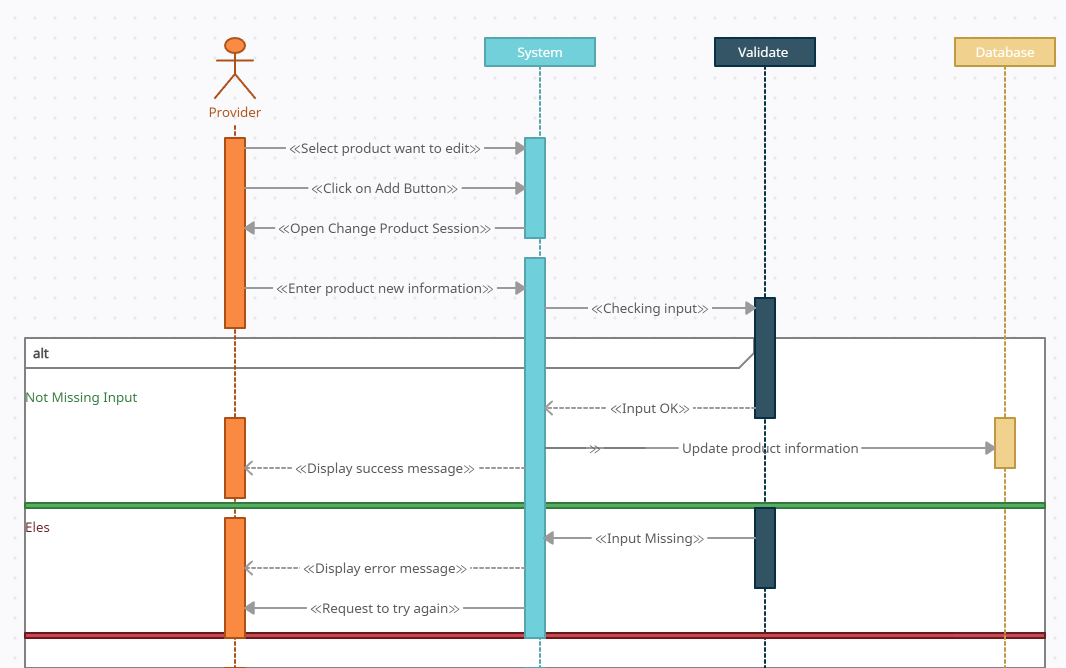 System
Validate
Database
Provider
≪Select product want to edit≫
≪Click on Add Button≫
≪Open Change Product Session≫
≪Enter product new information≫
≪Checking input≫
alt
Not Missing Input
≪Input OK≫
≫ Update product information
≪Display success message≫
Eles
≪Input Missing≫
≪Display error message≫
≪Request to try again≫